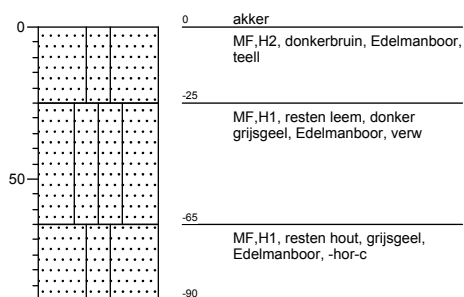 0
0 akker
MF,H2, donkerbruin, Edelmanboor,
teell
-25
MF,H1, resten leem, donker
grijsgeel, Edelmanboor, verw
50
-65
MF,H1, resten hout, grijsgeel,
Edelmanboor, -hor-c
-90